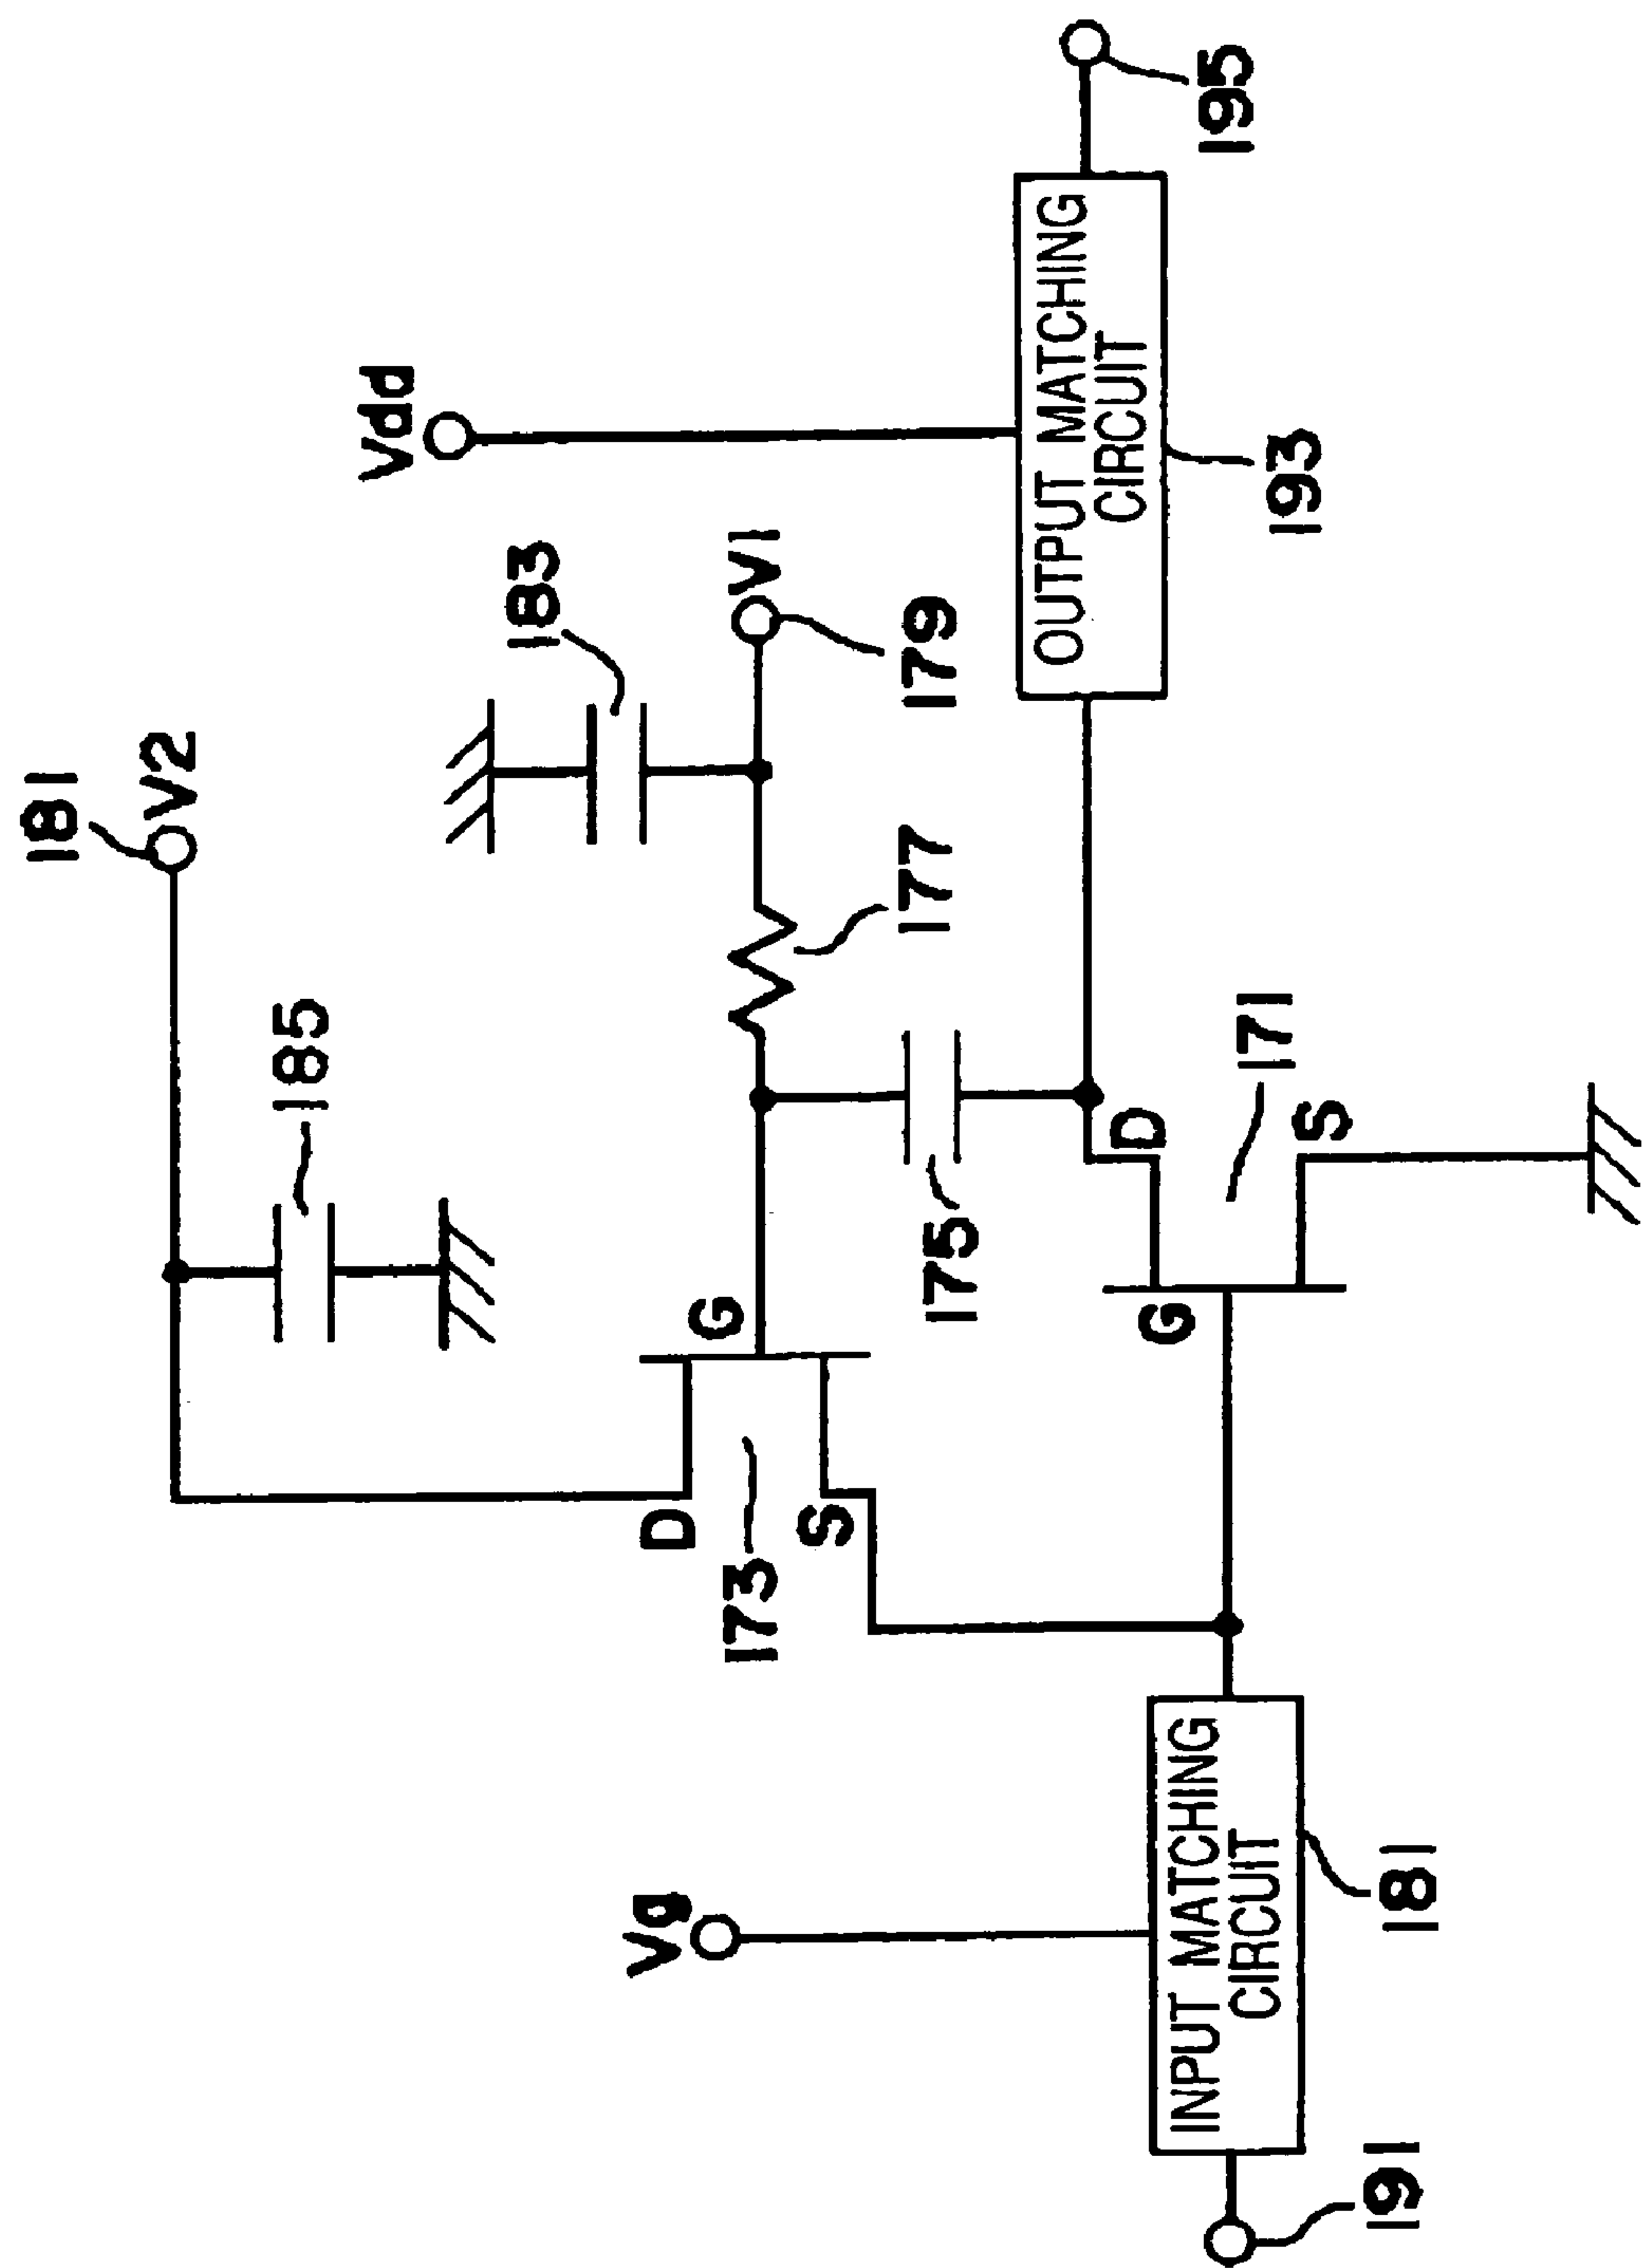 181
V2
185
Vdd
183
Vg
D
G
173
V1
S
177
179
175
OUTPUT MATCHING
CIRCUIT
195
D
G
171
193
S
INPUT MATCHING
CIRCUIT
191
181